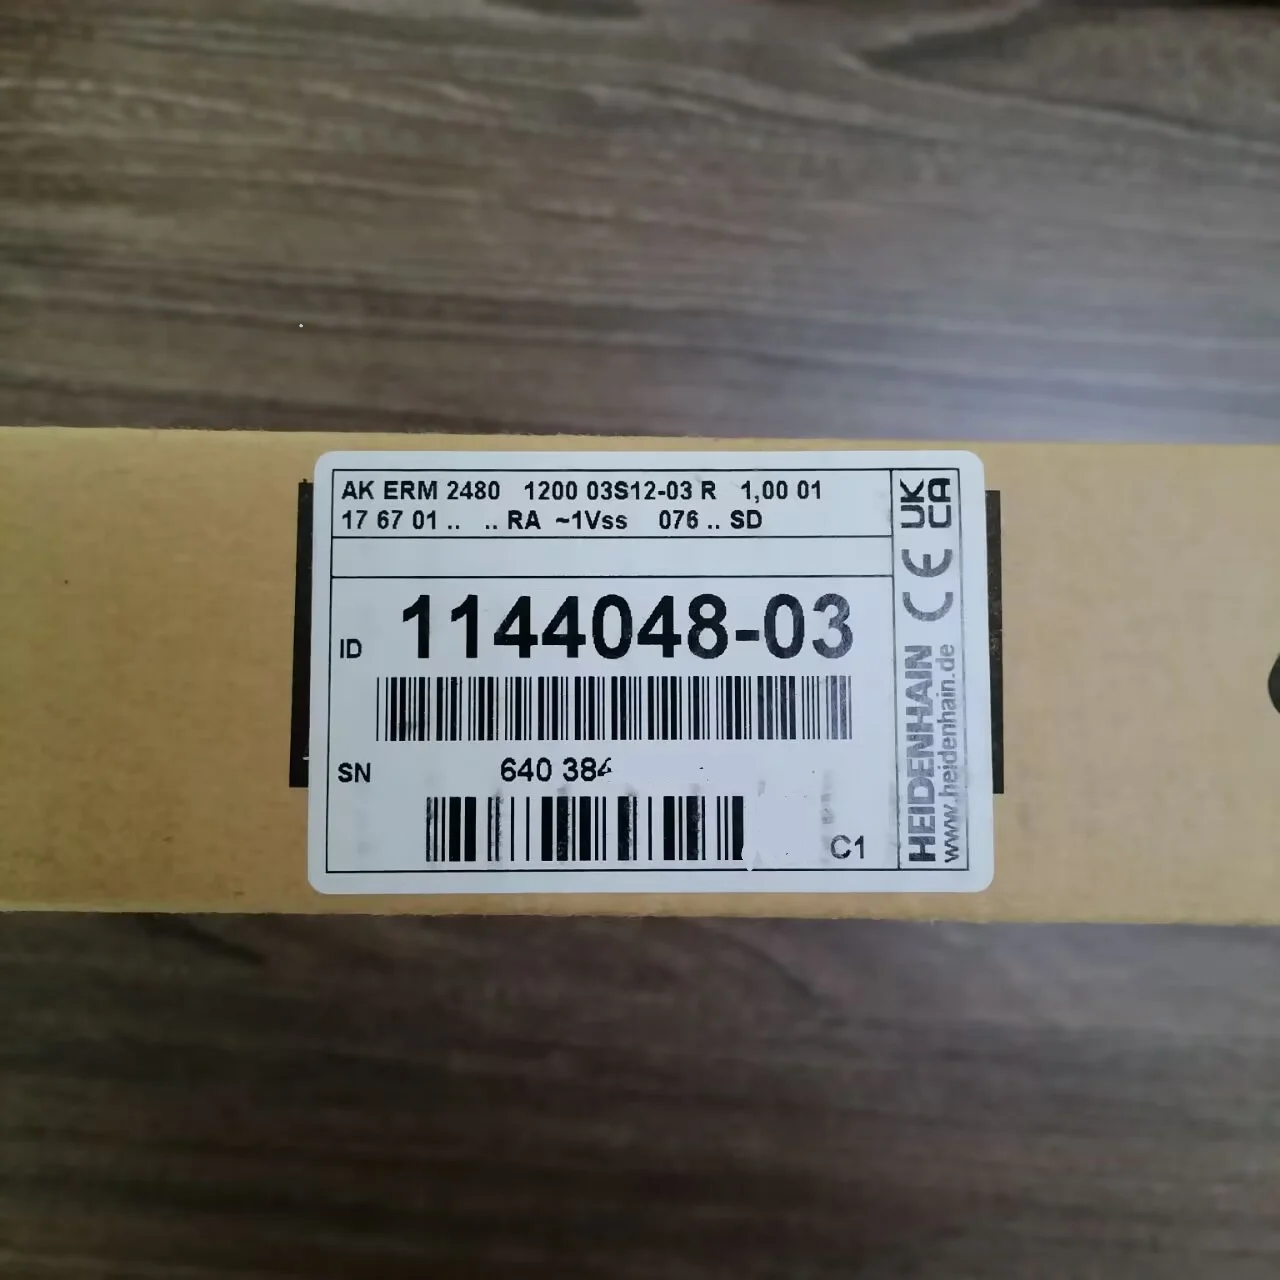 AK ERM 2480 1200 03S12-03 R 1,00 01
17 67 01 .. .. RA ~1Vss 076 .. SD
ID 1144048-03
SN 640 384
C1
UK
CA
CE
HEIDENHAIN
www.heidenhain.de